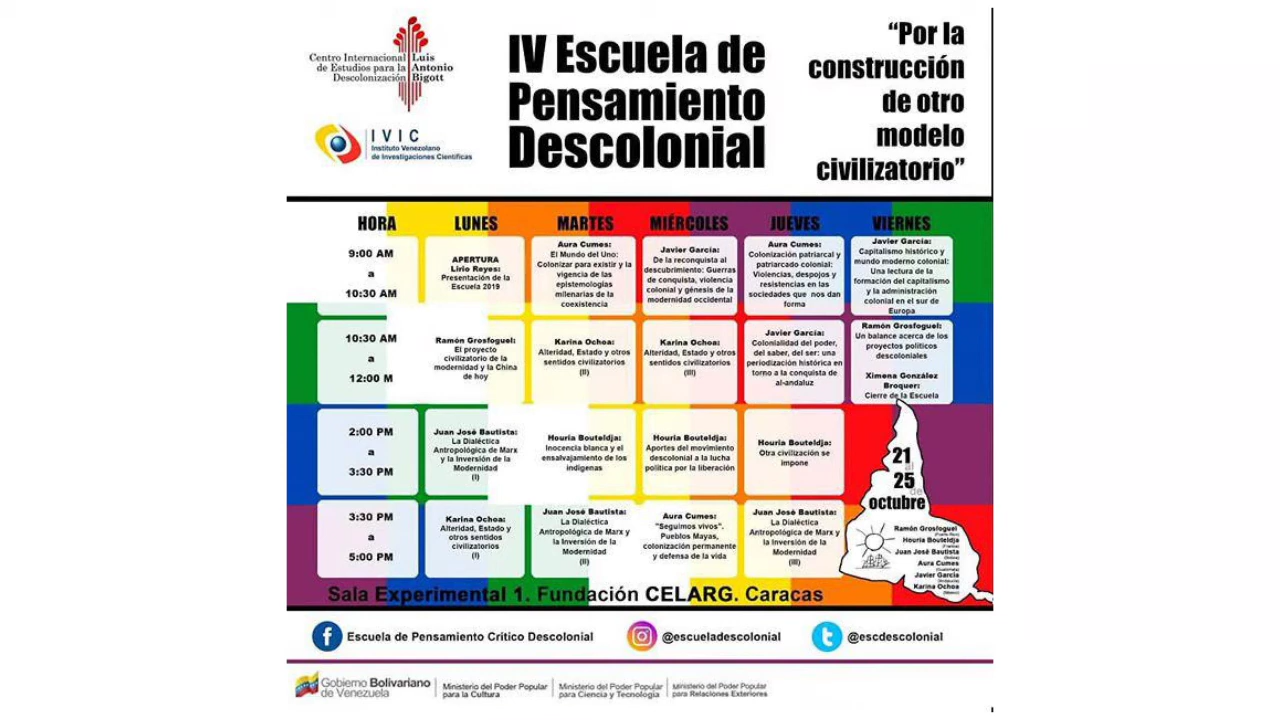 Centro Internacional
de Estudios para la
Descolonización
Luis
Antonio
Bigott
IVIC
Instituto Venezolano
de Investigaciones Científicas
IV Escuela de
Pensamiento
Descolonial
“Por la
construcción
de otro
modelo
civilizatorio”
HORA LUNES MARTES MIÉRCOLES JUEVES VIERNES
9:00 AM
a
10:30 AM
APERTURA
Lirio Reyes:
Presentación de la
Escuela 2019
Aura Cumes:
El Mundo del Uno:
Colonizar para existir y la
vigencia de las
epistemologías
milenarias de la
coexistencia
Javier García:
De la reconquista al
descubrimiento: Guerras
de conquista, violencia
colonial y génesis de la
modernidad occidental
Aura Cumes:
Colonización patriarcal y
patriarcado colonial:
Violencias, despojos y
resistencias en las
sociedades que nos dan
forma
Javier García:
Capitalismo histórico y
mundo moderno colonial:
Una lectura de la
formación del capitalismo
y la administración
colonial en el sur de
Europa
10:30 AM
a
12:00 M
Ramón Grosfoguel:
El proyecto
civilizatorio de la
modernidad y la China
de hoy
Karina Ochoa:
Alteridad, Estado y otros
sentidos civilizatorios
(II)
Karina Ochoa:
Alteridad, Estado y otros
sentidos civilizatorios
(III)
Javier García:
Colonialidad del poder,
del saber, del ser: una
periodización histórica en
torno a la conquista de
al-andaluz
Ramón Grosfoguel:
Un balance acerca de los
proyectos políticos
descoloniales
Ximena González
Broquer:
Cierre de la Escuela
2:00 PM
a
3:30 PM
Juan José Bautista:
La Dialéctica
Antropológica de Marx
y la Inversión de la
Modernidad
(I)
Houria Bouteldja:
Inocencia blanca y el
ensalvajamiento de los
indígenas
Houria Bouteldja:
Aportes del movimiento
descolonial a la lucha
política por la liberación
Houria Bouteldja:
Otra civilización se
impone
3:30 PM
a
5:00 PM
Karina Ochoa:
Alteridad, Estado y
otros sentidos
civilizatorios
(I)
Juan José Bautista:
La Dialéctica
Antropológica de Marx y
la Inversión de la
Modernidad
(II)
Aura Cumes:
"Seguimos vivos".
Pueblos Mayas,
colonización permanente
y defensa de la vida
Juan José Bautista:
La Dialéctica
Antropológica de Marx y
la Inversión de la
Modernidad
(III)
21
al
25
de
octubre
Ramón Grosfoguel
(Puerto Rico)
Houria Bouteldja
(Francia)
Juan José Bautista
(Bolivia)
Aura Cumes
(Guatemala)
Javier García
(Andalucía)
Karina Ochoa
(México)
Sala Experimental 1. Fundación CELARG. Caracas
Escuela de Pensamiento Crítico Descolonial
@escueladescolonial
@escdescolonial
Gobierno Bolivariano
de Venezuela
Ministerio del Poder Popular
para la Cultura
Ministerio del Poder Popular
para Ciencia y Tecnología
Ministerio del Poder Popular
para Relaciones Exteriores